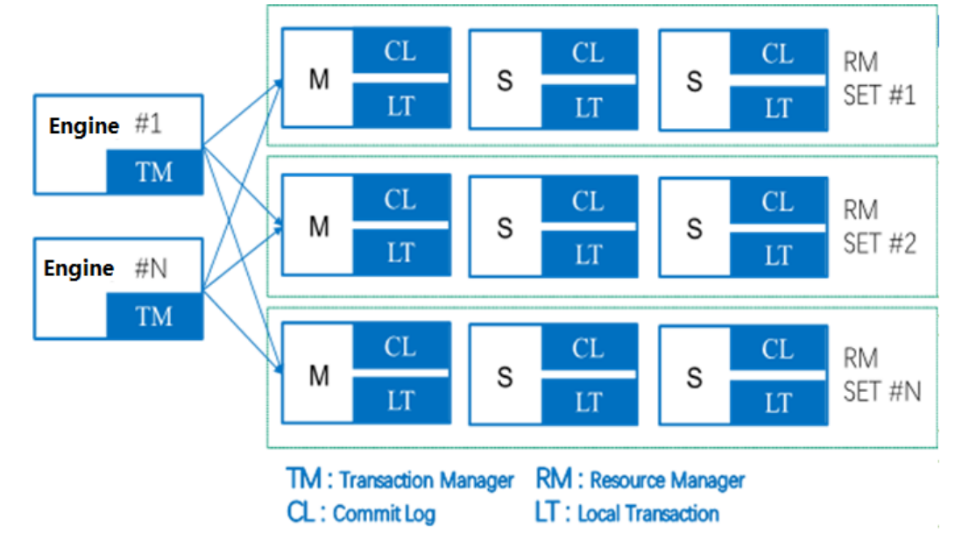 Engine #1
TM
Engine #N
TM
M
CL
LT
S
CL
LT
S
CL
LT
RM
SET #1
M
CL
LT
S
CL
LT
S
CL
LT
RM
SET #2
M
CL
LT
S
CL
LT
S
CL
LT
RM
SET #N
TM : Transaction Manager RM : Resource Manager
CL : Commit Log LT : Local Transaction